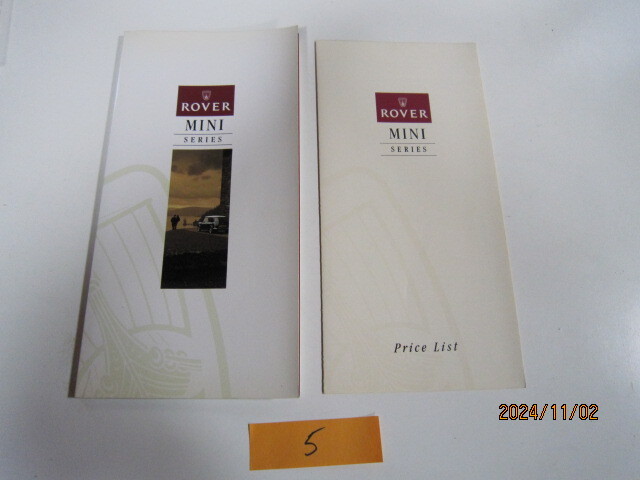 ROVER
MINI
SERIES
ROVER
MINI
SERIES
Price List
5
2024/11/02